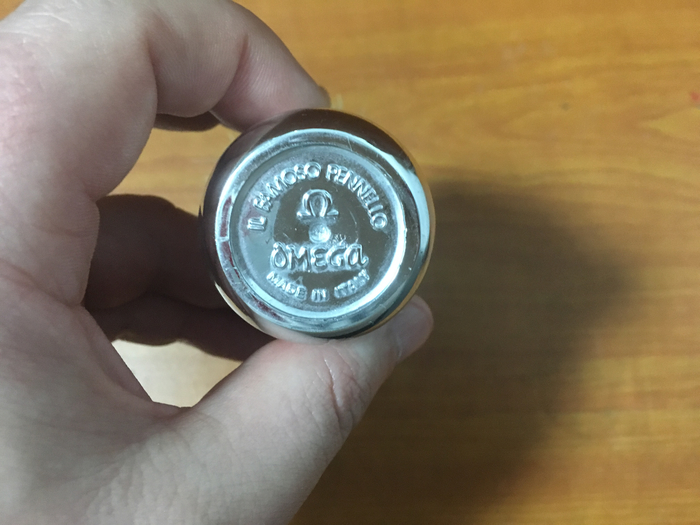 IL FAMOSO PENNELLO
Ω
OMEGA
MADE IN ITALY